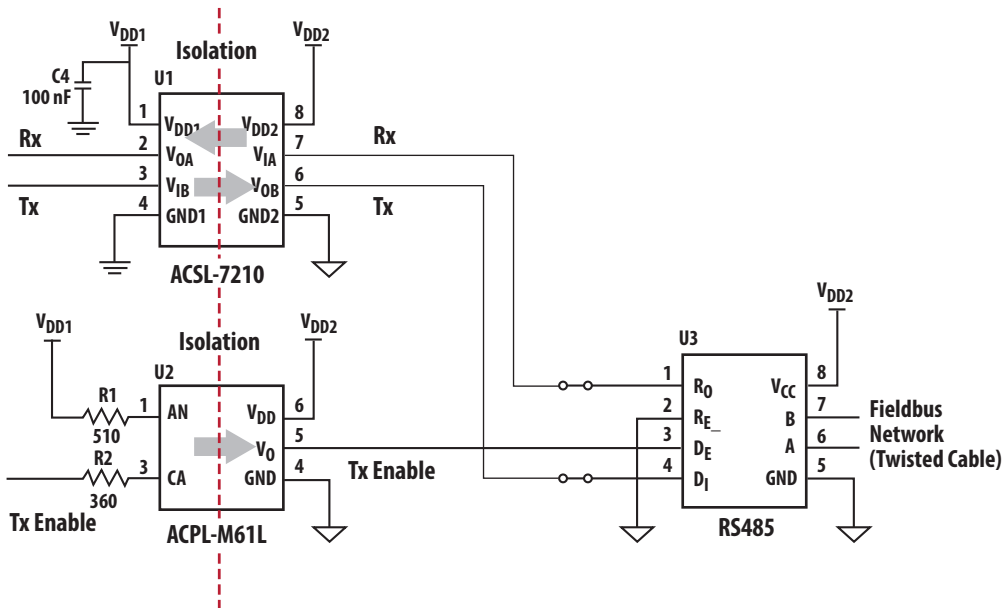 VDD1
Isolation
VDD2
C4
100 nF
U1
1
VDD1
VDD2
8
Rx
2
VOA
VIA
7
Rx
3
VIB
VOB
6
Tx
4
GND1
GND2
5
Tx
ACSL-7210
VDD1
Isolation
VDD2
U2
R1
510
1
AN
VDD
6
VO
5
R2
360
3
CA
GND
4
Tx Enable
Tx Enable
ACPL-M61L
VDD2
U3
1
RO
VCC
8
2
RE_
B
7
3
DE
A
6
4
DI
GND
5
Fieldbus
Network
(Twisted Cable)
RS485